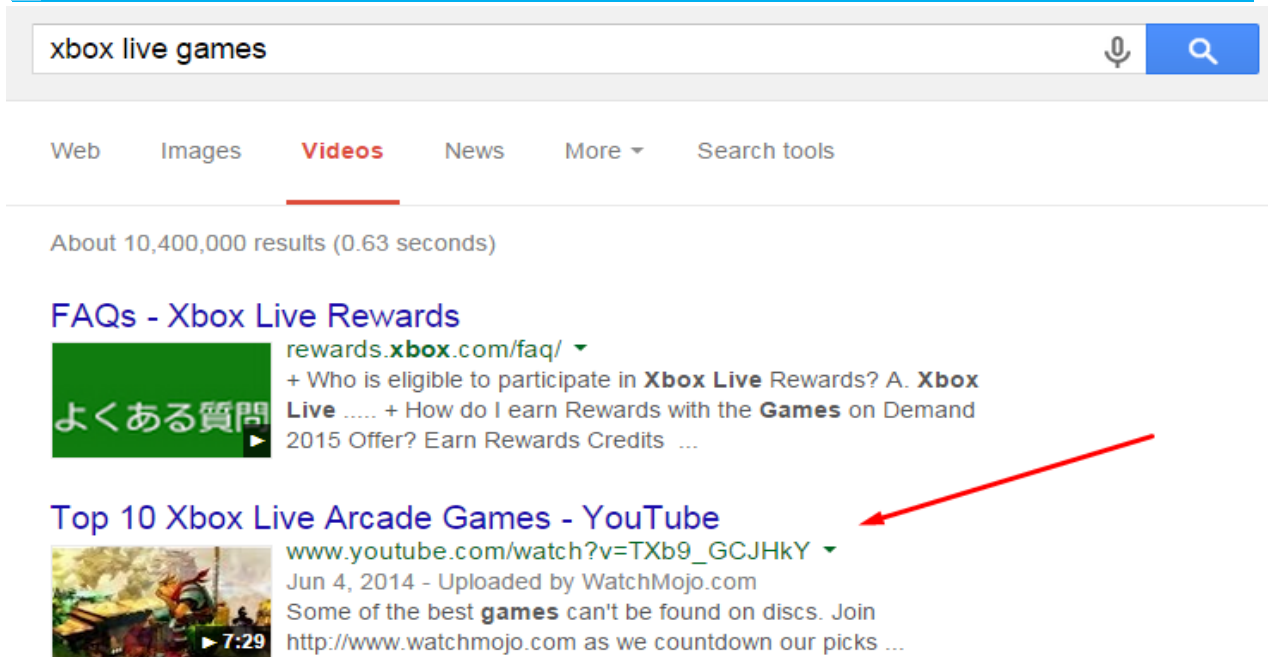 xbox live games
Web Images Videos News More Search tools
About 10,400,000 results (0.63 seconds)
FAQs - Xbox Live Rewards
rewards.xbox.com/faq/
+ Who is eligible to participate in Xbox Live Rewards? A. Xbox
Live ..... + How do I earn Rewards with the Games on Demand
2015 Offer? Earn Rewards Credits ...
よくある質問
Top 10 Xbox Live Arcade Games - YouTube
www.youtube.com/watch?v=TXb9_GCJHkY
Jun 4, 2014 - Uploaded by WatchMojo.com
Some of the best games can't be found on discs. Join
http://www.watchmojo.com as we countdown our picks ...
7:29